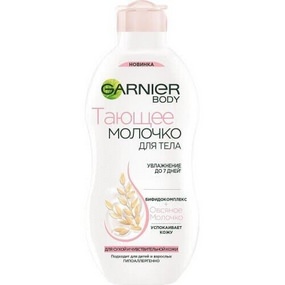 НОВИНКА
GARNIER
BODY
Тающее
МОЛОЧКО
ДЛЯ ТЕЛА
УВЛАЖНЕНИЕ
ДО 7 ДНЕЙ
БИФИДОКОМПЛЕКС
+
Овсяное
Молочко
УСПОКАИВАЕТ
КОЖУ
ДЛЯ СУХОЙ И ЧУВСТВИТЕЛЬНОЙ КОЖИ
Подходит для детей и взрослых
ГИПОАЛЛЕРГЕННО